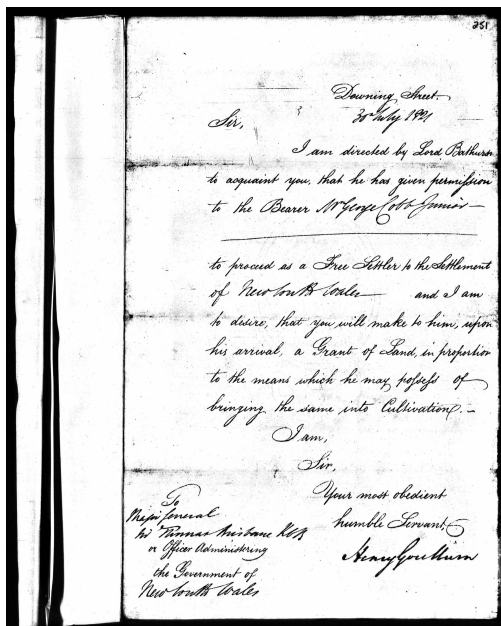 251
Downing Street.
30th July 1821
Sir,
I am directed by Lord Bathurst
to acquaint you, that he has given permission
to the Bearer Mr George Cobb Junior
to proceed as a Free Settler to the Settlement
of New South Wales and I am
to desire, that you will make to him, upon
his arrival, a Grant of Land, in proportion
to the means which he may possess of
bringing the same into Cultivation. -
I am,
Sir,
Your most obedient
humble Servant
Henry Goulburn
To
Major General
Sir Thomas Brisbane KCB
or Officer Administering
the Government of
New South Wales